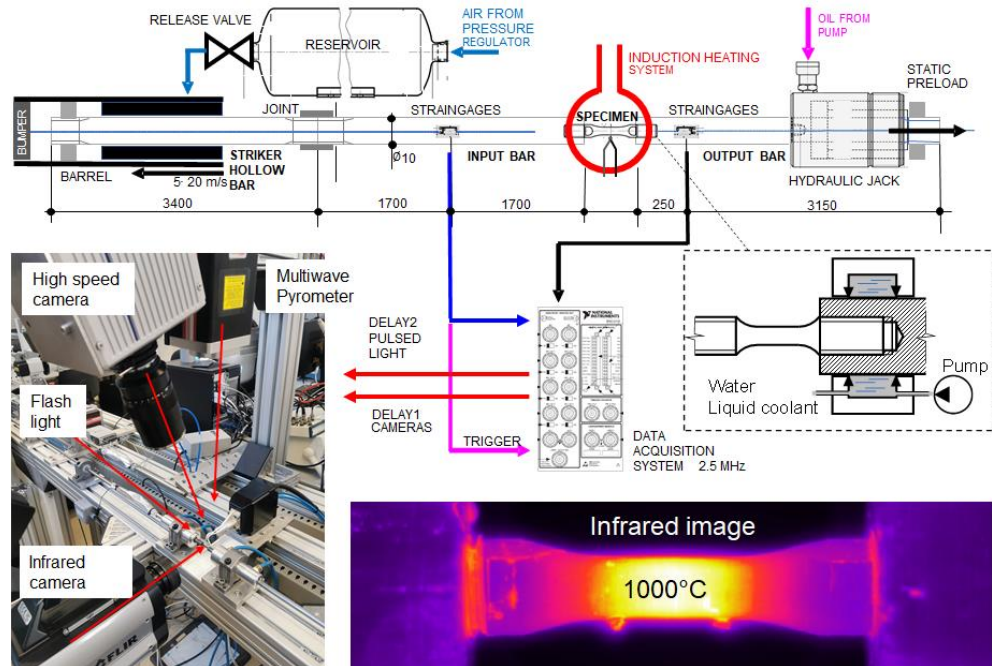 RELEASE VALVE
RESERVOIR
AIR FROM
PRESSURE
REGULATOR
OIL FROM
PUMP
INDUCTION HEATING
SYSTEM
STATIC
PRELOAD
BUMPER
JOINT
STRAINGAGES
SPECIMEN
STRAINGAGES
STRIKER
HOLLOW
BAR
Ø10
INPUT BAR
OUTPUT BAR
BARREL
5- 20 m/s
HYDRAULIC JACK
3400
1700
1700
250
3150
High speed
camera
Multiwave
Pyrometer
Flash
light
Infrared
camera
FLIR
DELAY2
PULSED
LIGHT
DELAY1
CAMERAS
TRIGGER
NATIONAL
INSTRUMENTS
DATA
ACQUISITION
SYSTEM 2.5 MHz
Water
Liquid coolant
Pump
Infrared image
1000°C